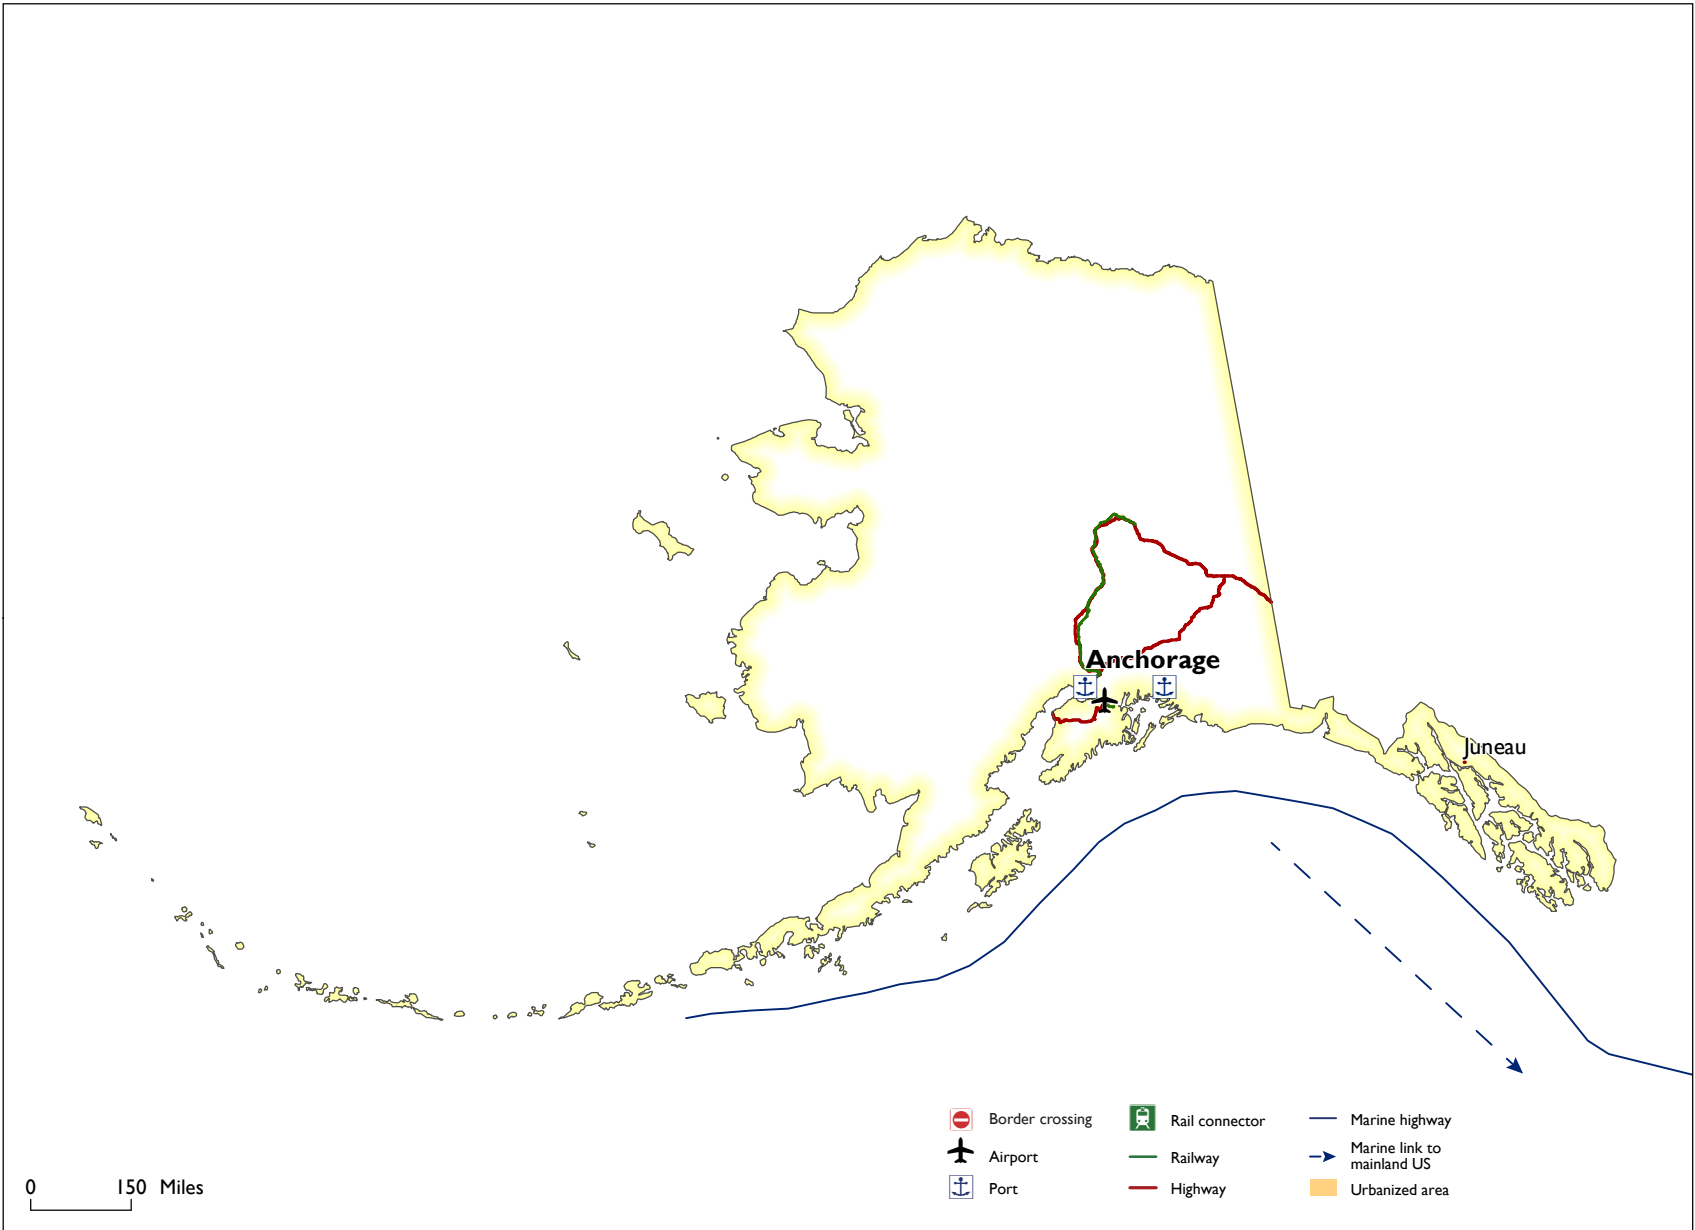 Anchorage
Juneau
Border crossing
Airport
Port
Rail connector
Railway
Highway
Marine highway
Marine link to
mainland US
Urbanized area
0 150 Miles